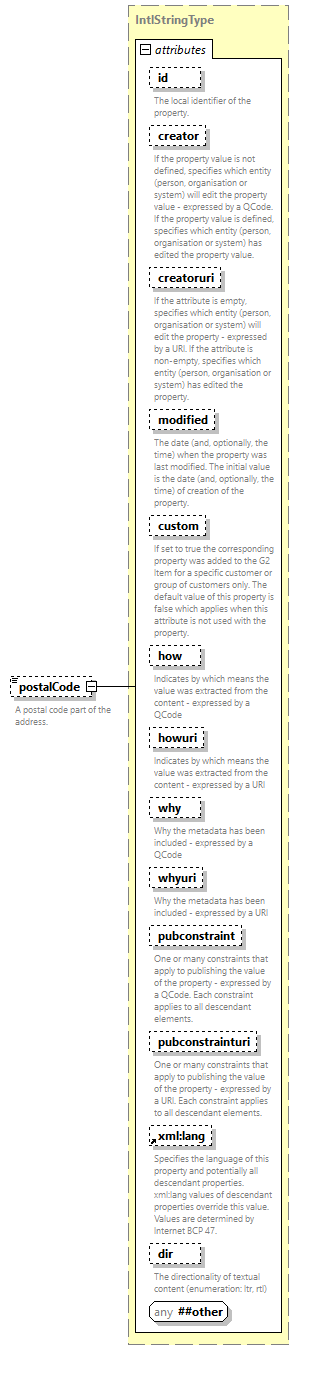 IntlStringType
attributes
id
The local identifier of the
property.
creator
If the property value is not
defined, specifies which entity
(person, organisation or
system) will edit the property
value - expressed by a QCode.
If the property value is defined,
specifies which entity (person,
organisation or system) has
edited the property value.
creatoruri
If the attribute is empty,
specifies which entity (person,
organisation or system) will
edit the property - expressed
by a URI. If the attribute is
non-empty, specifies which
entity (person, organisation or
system) has edited the
property.
modified
The date (and, optionally, the
time) when the property was
last modified. The initial value
is the date (and, optionally, the
time) of creation of the
property.
custom
If set to true the corresponding
property was added to the G2
Item for a specific customer or
group of customers only. The
default value of this property is
false which applies when this
attribute is not used with the
property.
how
Indicates by which means the
value was extracted from the
content - expressed by a
QCode
postalCode
A postal code part of the
address.
howuri
Indicates by which means the
value was extracted from the
content - expressed by a URI
why
Why the metadata has been
included - expressed by a
QCode
whyuri
Why the metadata has been
included - expressed by a URI
pubconstraint
One or many constraints that
apply to publishing the value
of the property - expressed by
a QCode. Each constraint
applies to all descendant
elements.
pubconstrainturi
One or many constraints that
apply to publishing the value
of the property - expressed by
a URI. Each constraint applies
to all descendant elements.
xml:lang
Specifies the language of this
property and potentially all
descendant properties.
xml:lang values of descendant
properties override this value.
Values are determined by
Internet BCP 47.
dir
The directionality of textual
content (enumeration: ltr, rtl)
any ##other